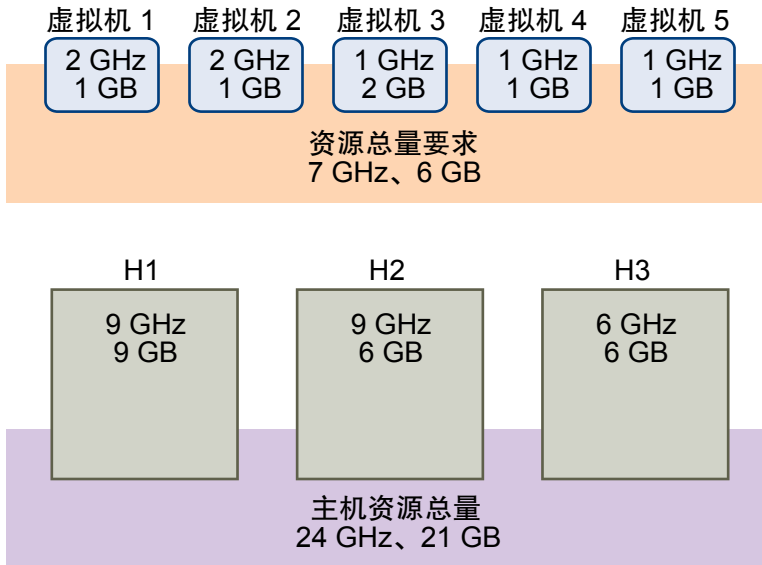 虚拟机 1 虚拟机 2 虚拟机 3 虚拟机 4 虚拟机 5
2 GHz 2 GHz 1 GHz 1 GHz 1 GHz
1 GB 1 GB 2 GB 1 GB 1 GB
资源总量要求
7 GHz、6 GB
H1 H2 H3
9 GHz 9 GHz 6 GHz
9 GB 6 GB 6 GB
主机资源总量
24 GHz、21 GB